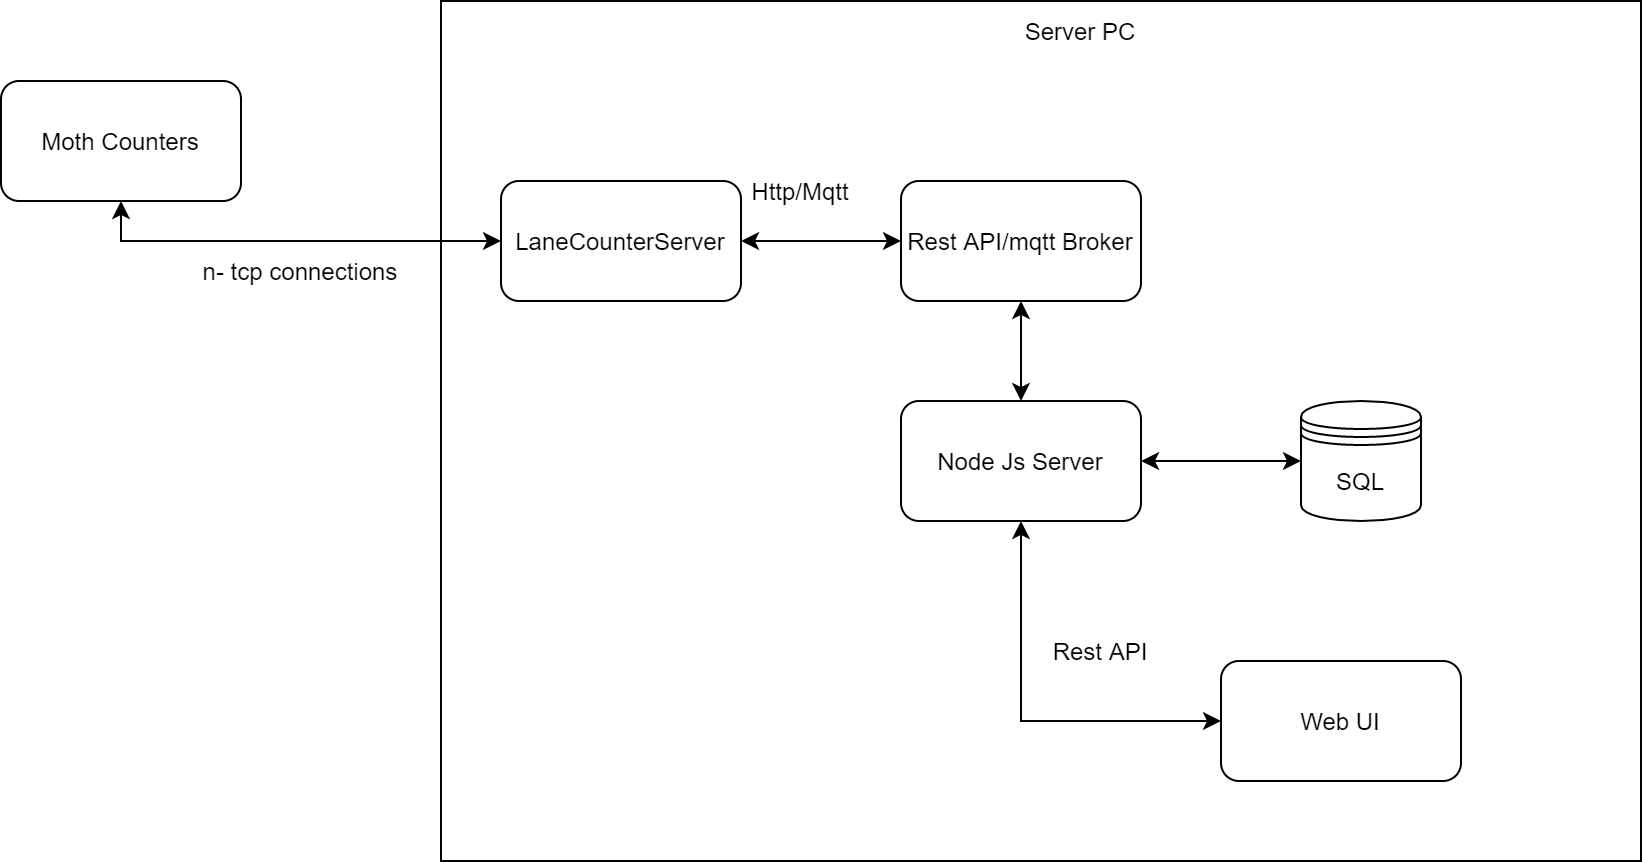 Server PC
Moth Counters
Http/Mqtt
LaneCounterServer
Rest API/mqtt Broker
n- tcp connections
Node Js Server
SQL
Rest API
Web UI